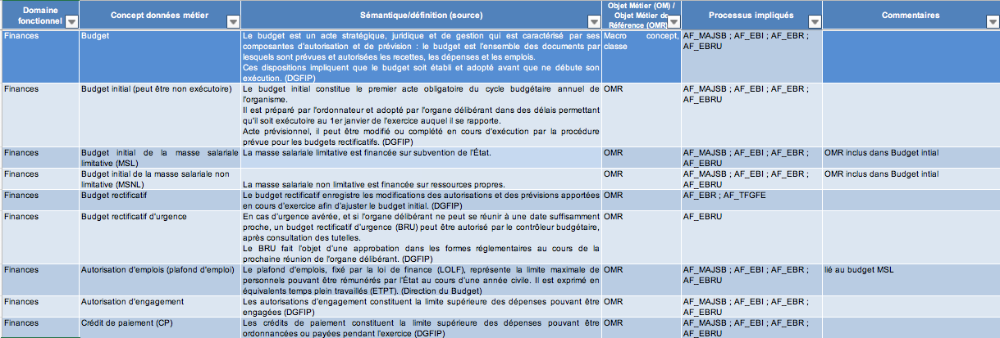 Domaine fonctionnel
Concept données métier
Sémantique/définition (source)
Objet Métier (OM) /
Objet Métier de
Référence (OMR)
Processus impliqués
Commentaires
Finances
Budget
Le budget est un acte stratégique, juridique et de gestion qui est caractérisé par ses
composantes d'autorisation et de prévision : le budget est l'ensemble des documents par
lesquels sont prévues et autorisées les recettes, les dépenses et les emplois.
Ces dispositions impliquent que le budget soit établi et adopté avant que ne débute son
exécution. (DGFIP)
Macro concept,
classe
AF_MAJSB ; AF_EBI ; AF_EBR ;
AF_EBRU
Finances
Budget initial (peut être non exécutoire)
Le budget initial constitue le premier acte obligatoire du cycle budgétaire annuel de
l'organisme.
Il est préparé par l'ordonnateur et adopté par l'organe délibérant dans des délais permettant
qu'il soit exécutoire au 1er janvier de l'exercice auquel il se rapporte.
Acte prévisionnel, il peut être modifié ou complété en cours d'exécution par la procédure
prévue pour les budgets rectificatifs. (DGFIP)
OMR
AF_MAJSB ; AF_EBI ; AF_EBR ;
AF_EBRU
Finances
Budget initial de la masse salariale
limitative (MSL)
La masse salariale limitative est financée sur subvention de l'État.
OMR
AF_MAJSB ; AF_EBI ; AF_EBR ;
AF_EBRU
OMR inclus dans Budget intial
Finances
Budget initial de la masse salariale non
limitative (MSNL)
La masse salariale non limitative est financée sur ressources propres.
OMR
AF_MAJSB ; AF_EBI ; AF_EBR ;
AF_EBRU
OMR inclus dans Budget intial
Finances
Budget rectificatif
Le budget rectificatif enregistre les modifications des autorisations et des prévisions apportées
en cours d'exercice afin d'ajuster le budget initial. (DGFIP)
OMR
AF_EBR ; AF_TFGFE
Finances
Budget rectificatif d'urgence
En cas d'urgence avérée, et si l'organe délibérant ne peut se réunir à une date suffisamment
proche, un budget rectificatif d'urgence (BRU) peut être autorisé par le contrôleur budgétaire,
après consultation des tutelles.
Le BRU fait l'objet d'une approbation dans les formes réglementaires au cours de la
prochaine réunion de l'organe délibérant. (DGFIP)
OMR
AF_EBRU
Finances
Autorisation d'emplois (plafond d'emploi)
Le plafond d'emplois, fixé par la loi de finance (LOLF), représente la limite maximale de
personnels pouvant être rémunérés par l'État au cours d'une année civile. Il est exprimé en
équivalents temps plein travaillés (ETPT). (Direction du Budget)
OMR
AF_MAJSB ; AF_EBI ; AF_EBR ;
AF_EBRU
lié au budget MSL
Finances
Autorisation d'engagement
Les autorisations d'engagement constituent la limite supérieure des dépenses pouvant être
engagées (DGFIP)
OMR
AF_MAJSB ; AF_EBI ; AF_EBR ;
AF_EBRU
Finances
Crédit de paiement (CP)
Les crédits de paiement constituent la limite supérieure des dépenses pouvant être
ordonnancées ou payées pendant l'exercice (DGFIP)
OMR
AF_MAJSB ; AF_EBI ; AF_EBR ;
AF_EBRU